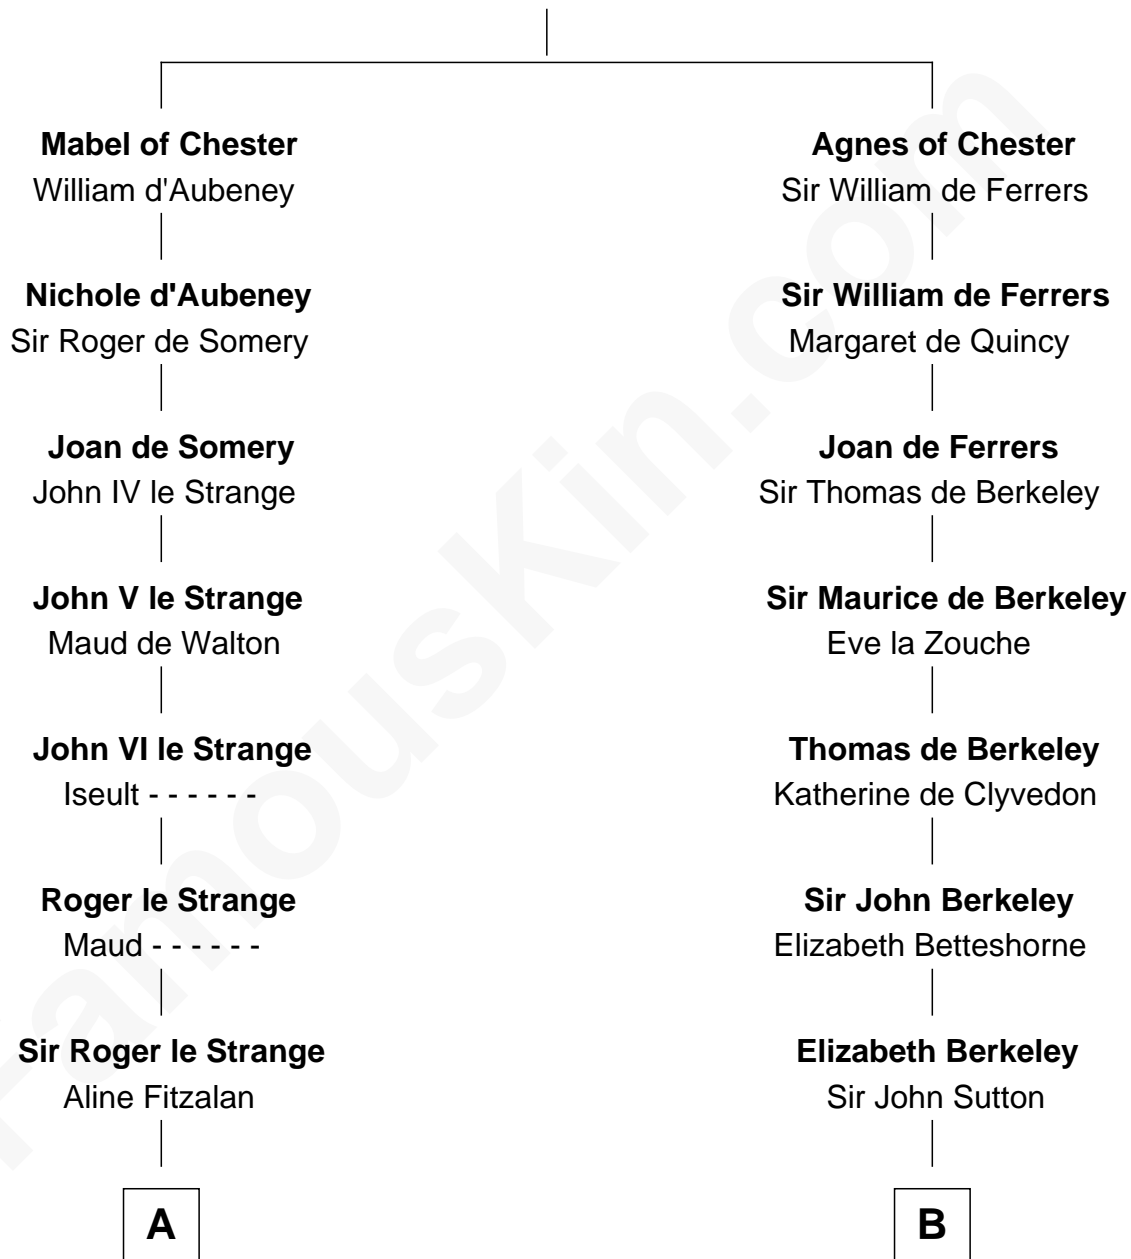 Mabel of Chester
William d'Aubeney
Nichole d'Aubeney
Sir Roger de Somery
Joan de Somery
John IV le Strange
John V le Strange
Maud de Walton
John VI le Strange
Iseult - - - - - -
Roger le Strange
Maud - - - - - -
Sir Roger le Strange
Aline Fitzalan
A
Agnes of Chester
Sir William de Ferrers
Sir William de Ferrers
Margaret de Quincy
Joan de Ferrers
Sir Thomas de Berkeley
Sir Maurice de Berkeley
Eve la Zouche
Thomas de Berkeley
Katherine de Clyvedon
Sir John Berkeley
Elizabeth Betteshorne
Elizabeth Berkeley
Sir John Sutton
B
FamousKin.com